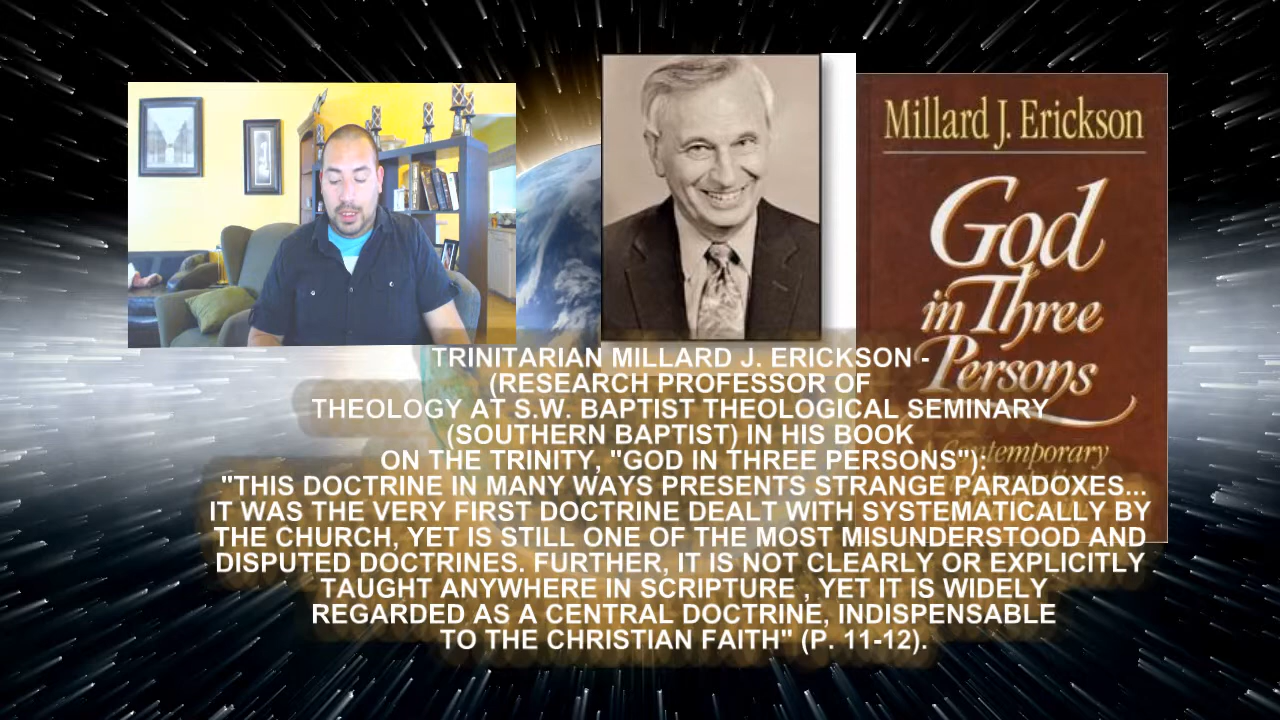 Millard J. Erickson
God
in Three
Persons
Contemporary
TRINITARIAN MILLARD J. ERICKSON -
(RESEARCH PROFESSOR OF
THEOLOGY AT S.W. BAPTIST THEOLOGICAL SEMINARY
(SOUTHERN BAPTIST) IN HIS BOOK
ON THE TRINITY, "GOD IN THREE PERSONS"):
"THIS DOCTRINE IN MANY WAYS PRESENTS STRANGE PARADOXES...
IT WAS THE VERY FIRST DOCTRINE DEALT WITH SYSTEMATICALLY BY
THE CHURCH, YET IS STILL ONE OF THE MOST MISUNDERSTOOD AND
DISPUTED DOCTRINES. FURTHER, IT IS NOT CLEARLY OR EXPLICITLY
TAUGHT ANYWHERE IN SCRIPTURE , YET IT IS WIDELY
REGARDED AS A CENTRAL DOCTRINE, INDISPENSABLE
TO THE CHRISTIAN FAITH" (P. 11-12).